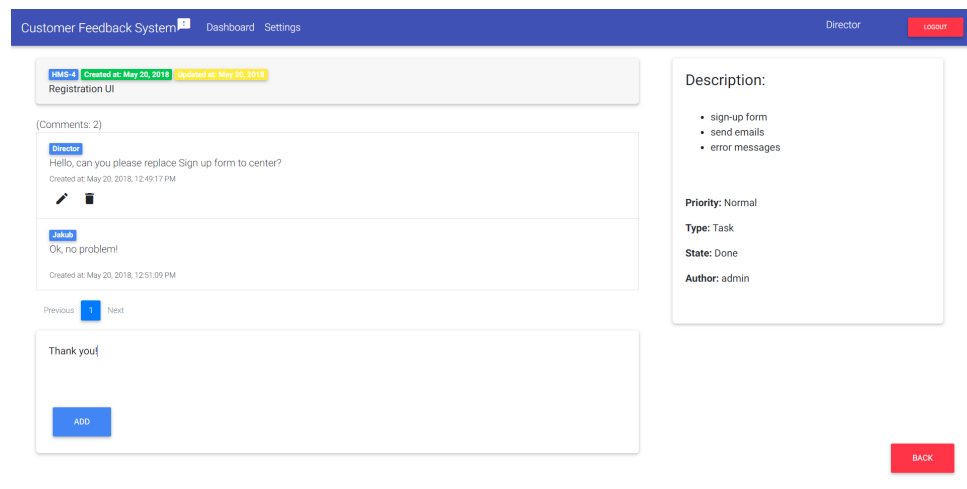 Customer Feedback System Dashboard Settings Director LOGOUT
HMS-4 Created at: May 20, 2018 Updated at: May 20, 2018
Registration UI
(Comments: 2)
Director
Hello, can you please replace Sign up form to center?
Created at: May 20, 2018, 12:49:17 PM
Jakub
Ok, no problem!
Created at: May 20, 2018, 12:51:09 PM
Previous 1 Next
Thank you!
ADD
Description:
• sign-up form
• send emails
• error messages
Priority: Normal
Type: Task
State: Done
Author: admin
BACK